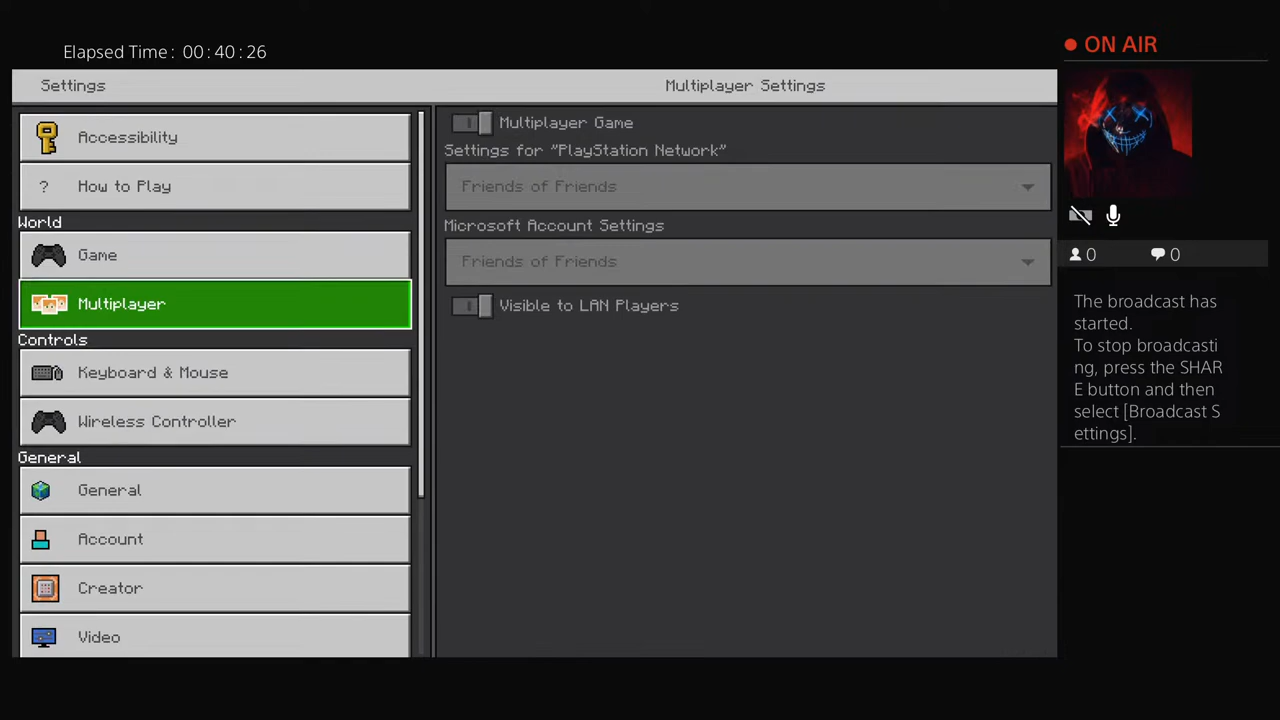 Elapsed Time: 00:40:26
ON AIR
Settings
Multiplayer Settings
Accessibility
? How to Play
World
Game
Multiplayer
Controls
Keyboard & Mouse
Wireless Controller
General
General
Account
Creator
Video
Multiplayer Game
Settings for "PlayStation Network"
Friends of Friends
Microsoft Account Settings
Friends of Friends
Visible to LAN Players
0 0
The broadcast has
started.
To stop broadcasti
ng, press the SHAR
E button and then
select [Broadcast S
ettings].